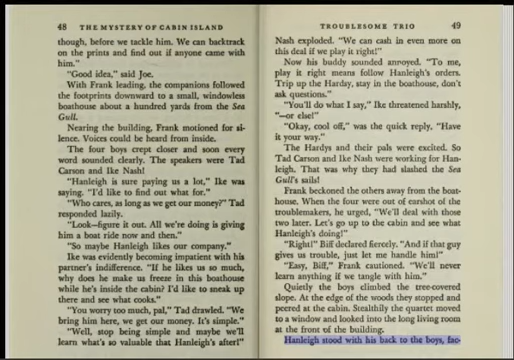 48 THE MYSTERY OF CABIN ISLAND
though, before we tackle him. We can backtrack
on the prints and find out if anyone came with
him."
"Good idea," said Joe.
With Frank leading, the companions followed
the footprints downward to a small, windowless
boathouse about a hundred yards from the Sea
Gull.
Nearing the building, Frank motioned for si-
lence. Voices could be heard from inside.
The four boys crept closer and soon every
word sounded clearly. The speakers were Tad
Carson and Ike Nash!
"Hanleigh is sure paying us a lot," Ike was
saying. "I'd like to find out what for."
"Who cares, as long as we get our money?" Tad
responded lazily.
"Look—figure it out. All we're doing is giving
him a boat ride now and then."
"So maybe Hanleigh likes our company."
Ike was evidently becoming impatient with his
partner's indifference. "If he likes us so much,
why does he make us freeze in this boathouse
while he's inside the cabin? I'd like to sneak up
there and see what cooks."
"You worry too much, pal," Tad drawled. "We
bring him here, we get our money. It's simple."
"Well, stop being simple and maybe we'll
learn what's so valuable that Hanleigh's after!"
TROUBLESOME TRIO 49
Nash exploded. "We can cash in even more on
this deal if we play it right!"
Now his buddy sounded annoyed. "To me,
play it right means follow Hanleigh's orders.
Trip up the Hardys, stay in the boathouse, don't
ask questions."
"You'll do what I say," Ike threatened harshly,
"—or else!"
"Okay, cool off," was the quick reply. "Have
it your way."
The Hardys and their pals were excited. So
Tad Carson and Ike Nash were working for Han-
leigh. That was why they had slashed the Sea
Gull's sails!
Frank beckoned the others away from the boat-
house. When the four were out of earshot of the
troublemakers, he urged, "We'll deal with those
two later. Let's go up to the cabin and see what
Hanleigh's doing!"
"Right!" Biff declared fiercely. "And if that guy
gives us trouble, just let me handle him!"
"Easy, Biff," Frank cautioned. "We'll never
learn anything if we tangle with him."
Quietly the boys climbed the tree-covered
slope. At the edge of the woods they stopped and
peered at the cabin. Stealthily the quartet moved
to a window and looked into the long living room
at the front of the building.
Hanleigh stood with his back to the boys, fac-